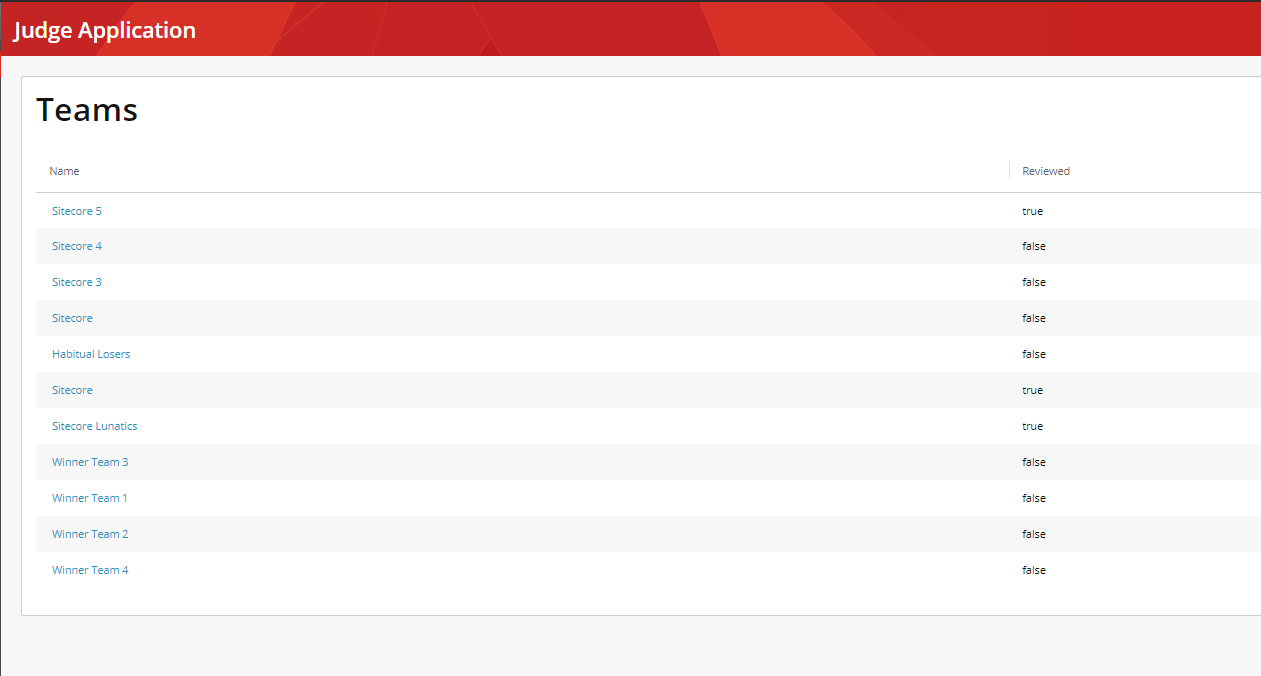 Judge Application
Teams
Name Reviewed
Sitecore 5 true
Sitecore 4 false
Sitecore 3 false
Sitecore false
Habitual Losers false
Sitecore true
Sitecore Lunatics true
Winner Team 3 false
Winner Team 1 false
Winner Team 2 false
Winner Team 4 false